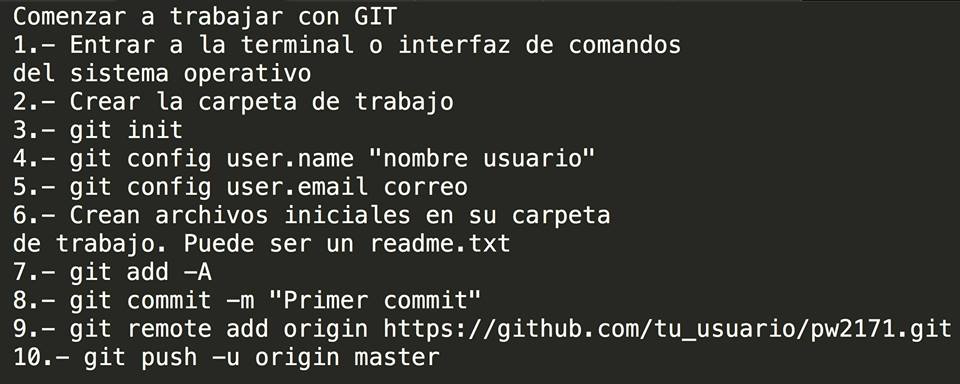 Comenzar a trabajar con GIT
1.- Entrar a la terminal o interfaz de comandos
del sistema operativo
2.- Crear la carpeta de trabajo
3.- git init
4.- git config user.name "nombre usuario"
5.- git config user.email correo
6.- Crean archivos iniciales en su carpeta
de trabajo. Puede ser un readme.txt
7.- git add -A
8.- git commit -m "Primer commit"
9.- git remote add origin https://github.com/tu_usuario/pw2171.git
10.- git push -u origin master